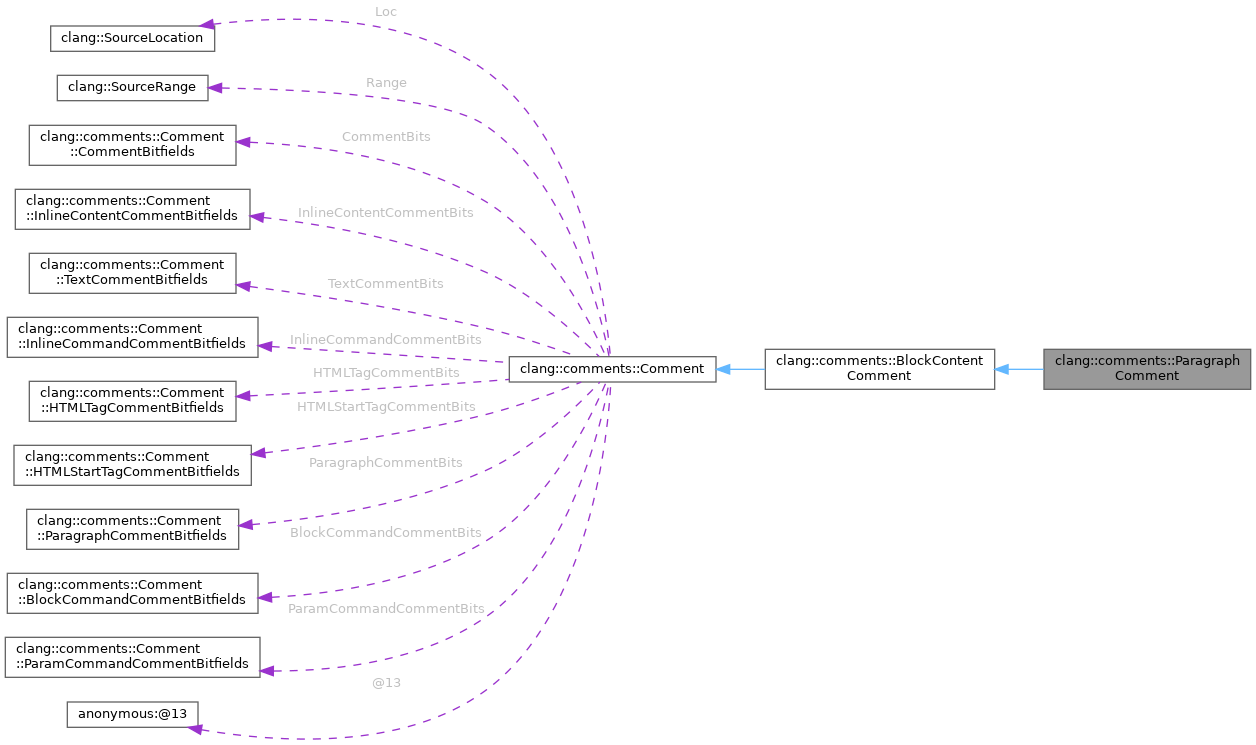 Loc
clang::SourceLocation
Range
clang::SourceRange
CommentBits
clang::comments::Comment
::CommentBitfields
InlineContentCommentBits
clang::comments::Comment
::InlineContentCommentBitfields
TextCommentBits
clang::comments::Comment
::TextCommentBitfields
InlineCommandCommentBits
clang::comments::Comment
::InlineCommandCommentBitfields
HTMLTagCommentBits
clang::comments::Comment
::HTMLTagCommentBitfields
HTMLStartTagCommentBits
clang::comments::Comment
::HTMLStartTagCommentBitfields
ParagraphCommentBits
clang::comments::Comment
::ParagraphCommentBitfields
BlockCommandCommentBits
clang::comments::Comment
::BlockCommandCommentBitfields
ParamCommandCommentBits
clang::comments::Comment
::ParamCommandCommentBitfields
@13
anonymous:@13
clang::comments::Comment
clang::comments::BlockContent
Comment
clang::comments::Paragraph
Comment